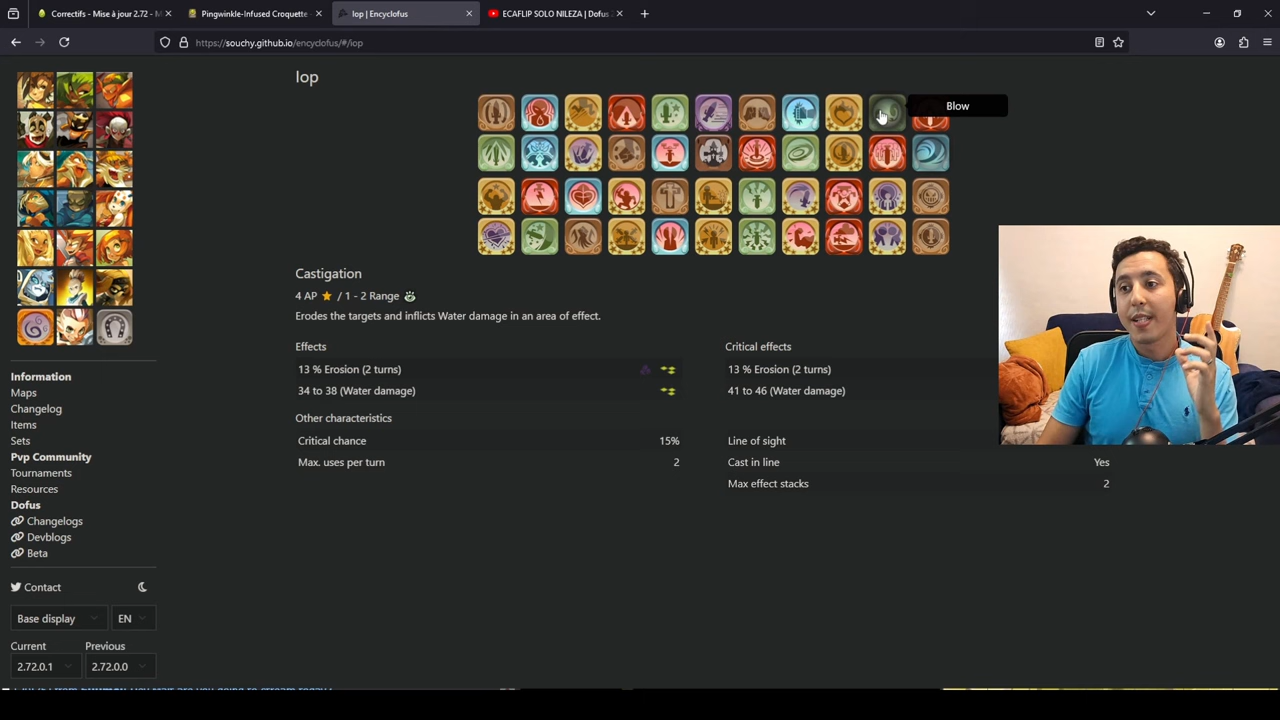 Correctifs - Mise à jour 2.72 - M
Pingwinkle-Infused Croquette
Iop | Encyclofus
ECAFLIP SOLO NILEZA | Dofus
https://souchy.github.io/encyclofus/#/iop
Iop
Blow
Castigation
4 AP / 1 - 2 Range
Erodes the targets and inflicts Water damage in an area of effect.
Effects
Critical effects
13 % Erosion (2 turns)
13 % Erosion (2 turns)
34 to 38 (Water damage)
41 to 46 (Water damage)
Other characteristics
Critical chance 15%
Line of sight
Max. uses per turn 2
Cast in line Yes
Max effect stacks 2
Information
Maps
Changelog
Items
Sets
Pvp Community
Tournaments
Resources
Dofus
Changelogs
Devblogs
Beta
Contact
Base display
EN
Current
Previous
2.72.0.1
2.72.0.0